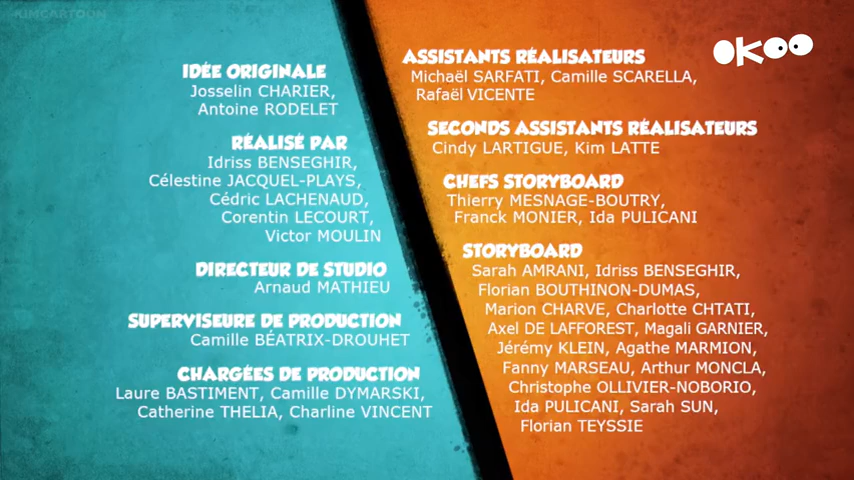 KIMCARTOON
OKOO
IDÉE ORIGINALE
Josselin CHARIER,
Antoine RODELET
RÉALISÉ PAR
Idriss BENSEGHIR,
Célestine JACQUEL-PLAYS,
Cédric LACHENAUD,
Corentin LECOURT,
Victor MOULIN
DIRECTEUR DE STUDIO
Arnaud MATHIEU
SUPERVISEURE DE PRODUCTION
Camille BÉATRIX-DROUHET
CHARGÉES DE PRODUCTION
Laure BASTIMENT, Camille DYMARSKI,
Catherine THELIA, Charline VINCENT
ASSISTANTS RÉALISATEURS
Michaël SARFATI, Camille SCARELLA,
Rafaël VICENTE
SECONDS ASSISTANTS RÉALISATEURS
Cindy LARTIGUE, Kim LATTE
CHEFS STORYBOARD
Thierry MESNAGE-BOUTRY,
Franck MONIER, Ida PULICANI
STORYBOARD
Sarah AMRANI, Idriss BENSEGHIR,
Florian BOUTHINON-DUMAS,
Marion CHARVE, Charlotte CHTATI,
Axel DE LAFFOREST, Magali GARNIER,
Jérémy KLEIN, Agathe MARMION,
Fanny MARSEAU, Arthur MONCLA,
Christophe OLLIVIER-NOBORIO,
Ida PULICANI, Sarah SUN,
Florian TEYSSIE